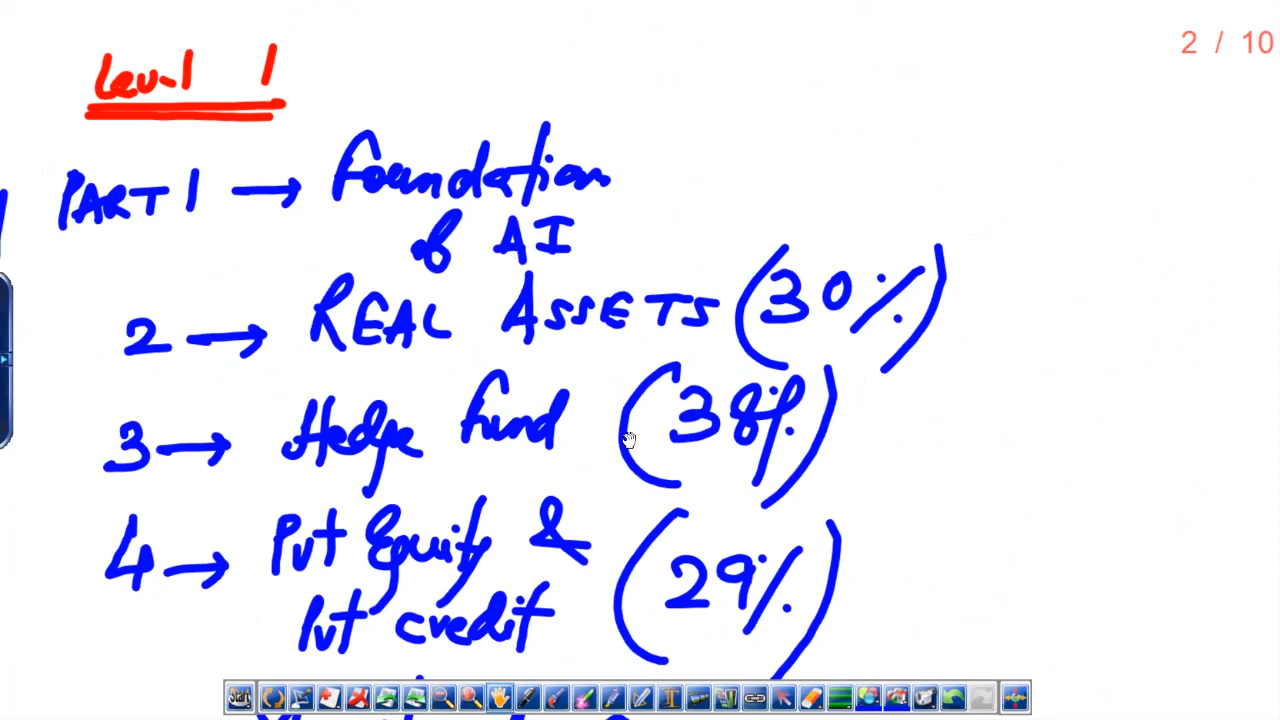 2 / 10
Level 1
PART 1 → Foundation
of AI
2 → REAL ASSETS (30%)
3 → Hedge Fund (38%)
4 → Pvt Equity &
Pvt credit (29%)
Start